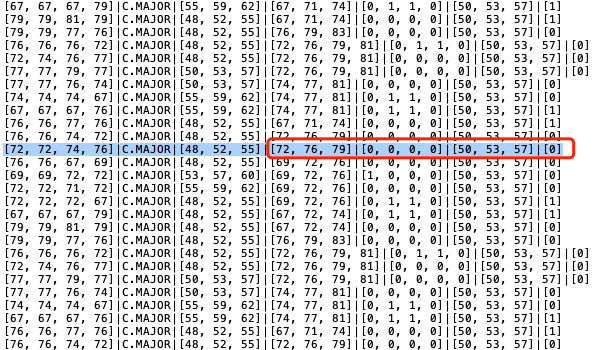 [67, 67, 67, 79]|C.MAJOR|[55, 59, 62]|[67, 71, 74]|[0, 1, 1, 0]|[50, 53, 57]|[1]
[79, 79, 81, 79]|C.MAJOR|[48, 52, 55]|[67, 71, 74]|[0, 0, 0, 0]|[50, 53, 57]|[1]
[79, 79, 77, 76]|C.MAJOR|[48, 52, 55]|[76, 79, 83]|[0, 0, 0, 0]|[50, 53, 57]|[0]
[76, 76, 76, 72]|C.MAJOR|[48, 52, 55]|[72, 76, 79, 81]|[0, 1, 1, 0]|[50, 53, 57]|[0]
[72, 74, 76, 77]|C.MAJOR|[48, 52, 55]|[72, 76, 79, 81]|[0, 0, 0, 0]|[50, 53, 57]|[0]
[77, 77, 79, 77]|C.MAJOR|[50, 53, 57]|[72, 76, 79, 81]|[0, 0, 0, 0]|[50, 53, 57]|[0]
[77, 77, 76, 74]|C.MAJOR|[50, 53, 57]|[74, 77, 81]|[0, 0, 0, 0]|[50, 53, 57]|[0]
[74, 74, 74, 67]|C.MAJOR|[55, 59, 62]|[74, 77, 81]|[0, 1, 1, 0]|[50, 53, 57]|[0]
[67, 67, 67, 76]|C.MAJOR|[55, 59, 62]|[74, 77, 81]|[0, 1, 1, 0]|[50, 53, 57]|[1]
[76, 76, 77, 76]|C.MAJOR|[48, 52, 55]|[67, 71, 74]|[0, 0, 0, 0]|[50, 53, 57]|[1]
[76, 76, 74, 72]|C.MAJOR|[48, 52, 55]|[72, 76, 79]|[0, 0, 0, 0]|[50, 53, 57]|[0]
[72, 72, 74, 76]|C.MAJOR|[48, 52, 55]|[72, 76, 79]|[0, 0, 0, 0]|[50, 53, 57]|[0]
[76, 76, 67, 69]|C.MAJOR|[48, 52, 55]|[69, 72, 76]|[0, 0, 0, 0]|[50, 53, 57]|[0]
[69, 69, 72, 72]|C.MAJOR|[53, 57, 60]|[69, 72, 76]|[1, 0, 0, 0]|[50, 53, 57]|[0]
[72, 72, 71, 72]|C.MAJOR|[55, 59, 62]|[69, 72, 76]|[0, 0, 0, 0]|[50, 53, 57]|[0]
[72, 72, 72, 67]|C.MAJOR|[48, 52, 55]|[69, 72, 76]|[0, 1, 1, 0]|[50, 53, 57]|[1]
[67, 67, 67, 79]|C.MAJOR|[48, 52, 55]|[67, 72, 74]|[0, 1, 1, 0]|[50, 53, 57]|[1]
[79, 79, 81, 79]|C.MAJOR|[48, 52, 55]|[67, 72, 74]|[0, 0, 0, 0]|[50, 53, 57]|[0]
[79, 79, 77, 76]|C.MAJOR|[48, 52, 55]|[76, 79, 83]|[0, 0, 0, 0]|[50, 53, 57]|[0]
[76, 76, 76, 72]|C.MAJOR|[48, 52, 55]|[72, 76, 79, 81]|[0, 1, 1, 0]|[50, 53, 57]|[0]
[72, 74, 76, 77]|C.MAJOR|[48, 52, 55]|[72, 76, 79, 81]|[0, 0, 0, 0]|[50, 53, 57]|[0]
[77, 77, 79, 77]|C.MAJOR|[50, 53, 57]|[72, 76, 79, 81]|[0, 0, 0, 0]|[50, 53, 57]|[0]
[77, 77, 76, 74]|C.MAJOR|[50, 53, 57]|[74, 77, 81]|[0, 0, 0, 0]|[50, 53, 57]|[0]
[74, 74, 74, 67]|C.MAJOR|[55, 59, 62]|[74, 77, 81]|[0, 1, 1, 0]|[50, 53, 57]|[0]
[67, 67, 67, 76]|C.MAJOR|[55, 59, 62]|[74, 77, 81]|[0, 1, 1, 0]|[50, 53, 57]|[1]
[76, 76, 77, 76]|C.MAJOR|[48, 52, 55]|[67, 71, 74]|[0, 0, 0, 0]|[50, 53, 57]|[1]
[76, 76, 74, 72]|C.MAJOR|[48, 52, 55]|[72, 76, 79]|[0, 0, 0, 0]|[50, 53, 57]|[0]